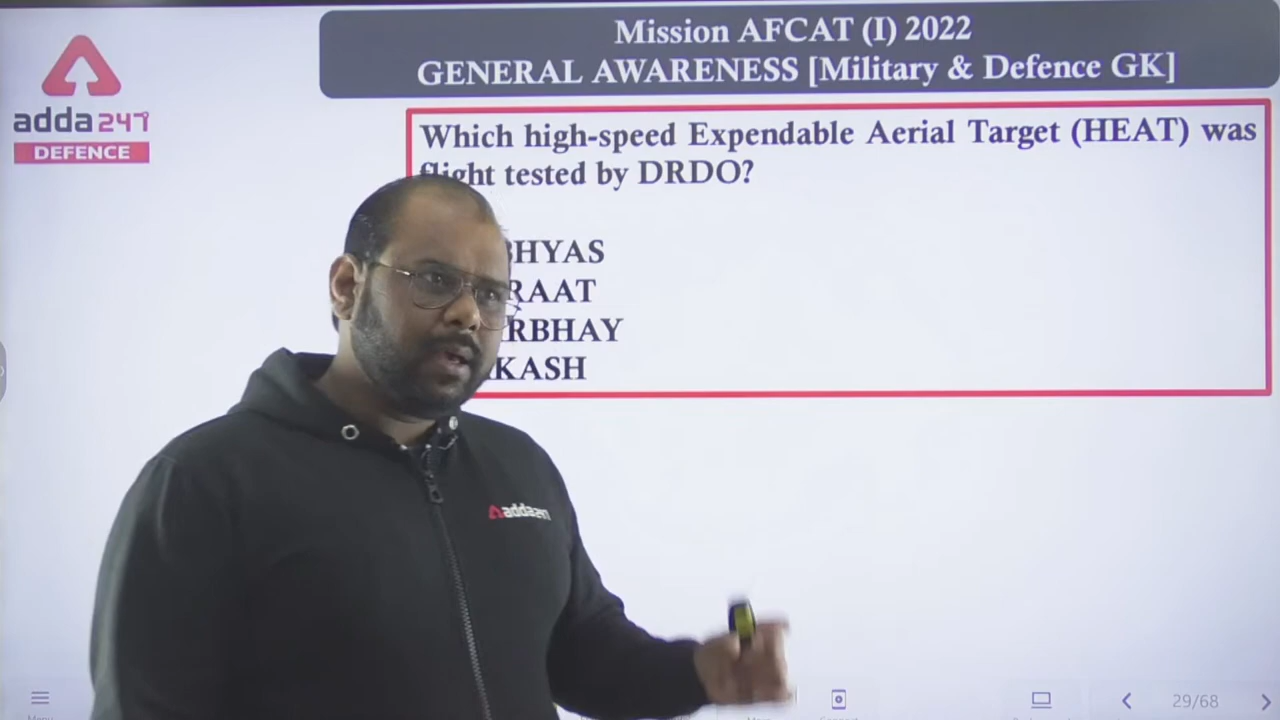 Mission AFCAT (I) 2022
GENERAL AWARENESS [Military & Defence GK]
adda247
DEFENCE
Which high-speed Expendable Aerial Target (HEAT) was
flight tested by DRDO?
BHYAS
RAAT
RBHAY
KASH
adda247
29/68